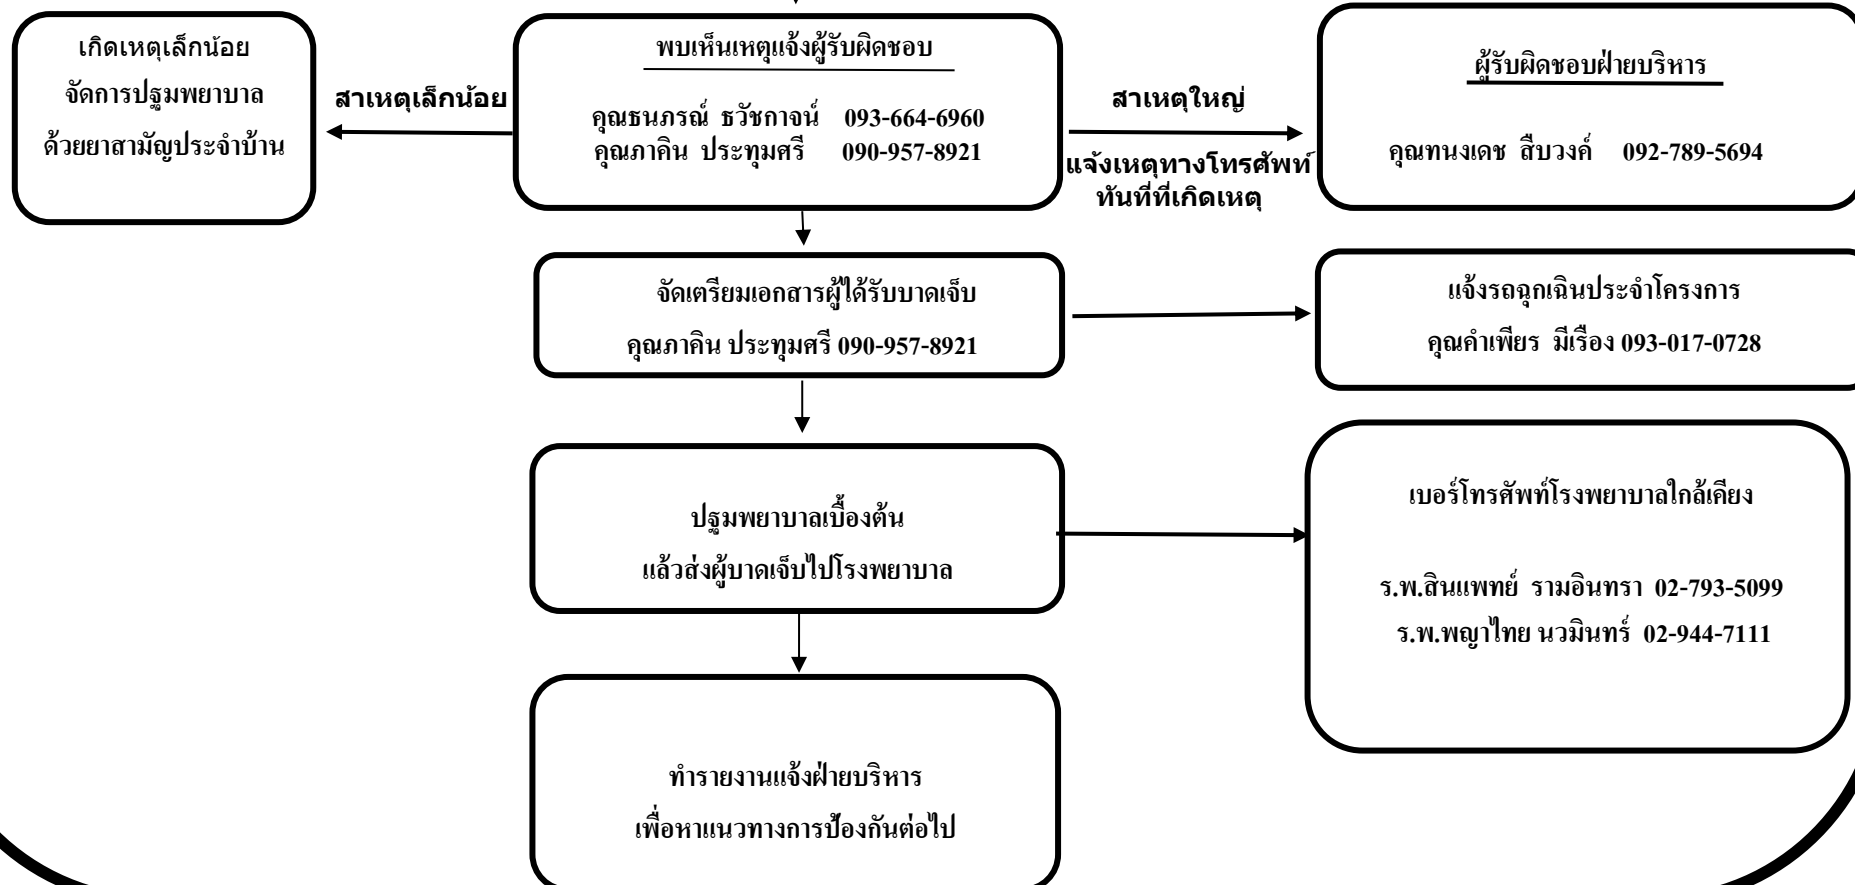 เกิดเหตุเล็กน้อย
จัดการปฐมพยาบาล
ด้วยยาสามัญประจำบ้าน
สาเหตุเล็กน้อย
พบเห็นเหตุแจ้งผู้รับผิดชอบ
คุณธนภรณ์ ธวัชกาจน์ 093-664-6960
คุณภาคิน ประทุมศรี 090-957-8921
สาเหตุใหญ่
แจ้งเหตุทางโทรศัพท์
ทันที่ที่เกิดเหตุ
ผู้รับผิดชอบฝ่ายบริหาร
คุณทนงเดช สืบวงค์ 092-789-5694
จัดเตรียมเอกสารผู้ได้รับบาดเจ็บ
คุณภาคิน ประทุมศรี 090-957-8921
แจ้งรถฉุกเฉินประจำโครงการ
คุณคำเพียร มีเรื่อง 093-017-0728
ปฐมพยาบาลเบื้องต้น
แล้วส่งผู้บาดเจ็บไปโรงพยาบาล
เบอร์โทรศัพท์โรงพยาบาลใกล้เคียง
ร.พ.สินแพทย์ รามอินทรา 02-793-5099
ร.พ.พญาไทย นวมินทร์ 02-944-7111
ทำรายงานแจ้งฝ่ายบริหาร
เพื่อหาแนวทางการป้องกันต่อไป